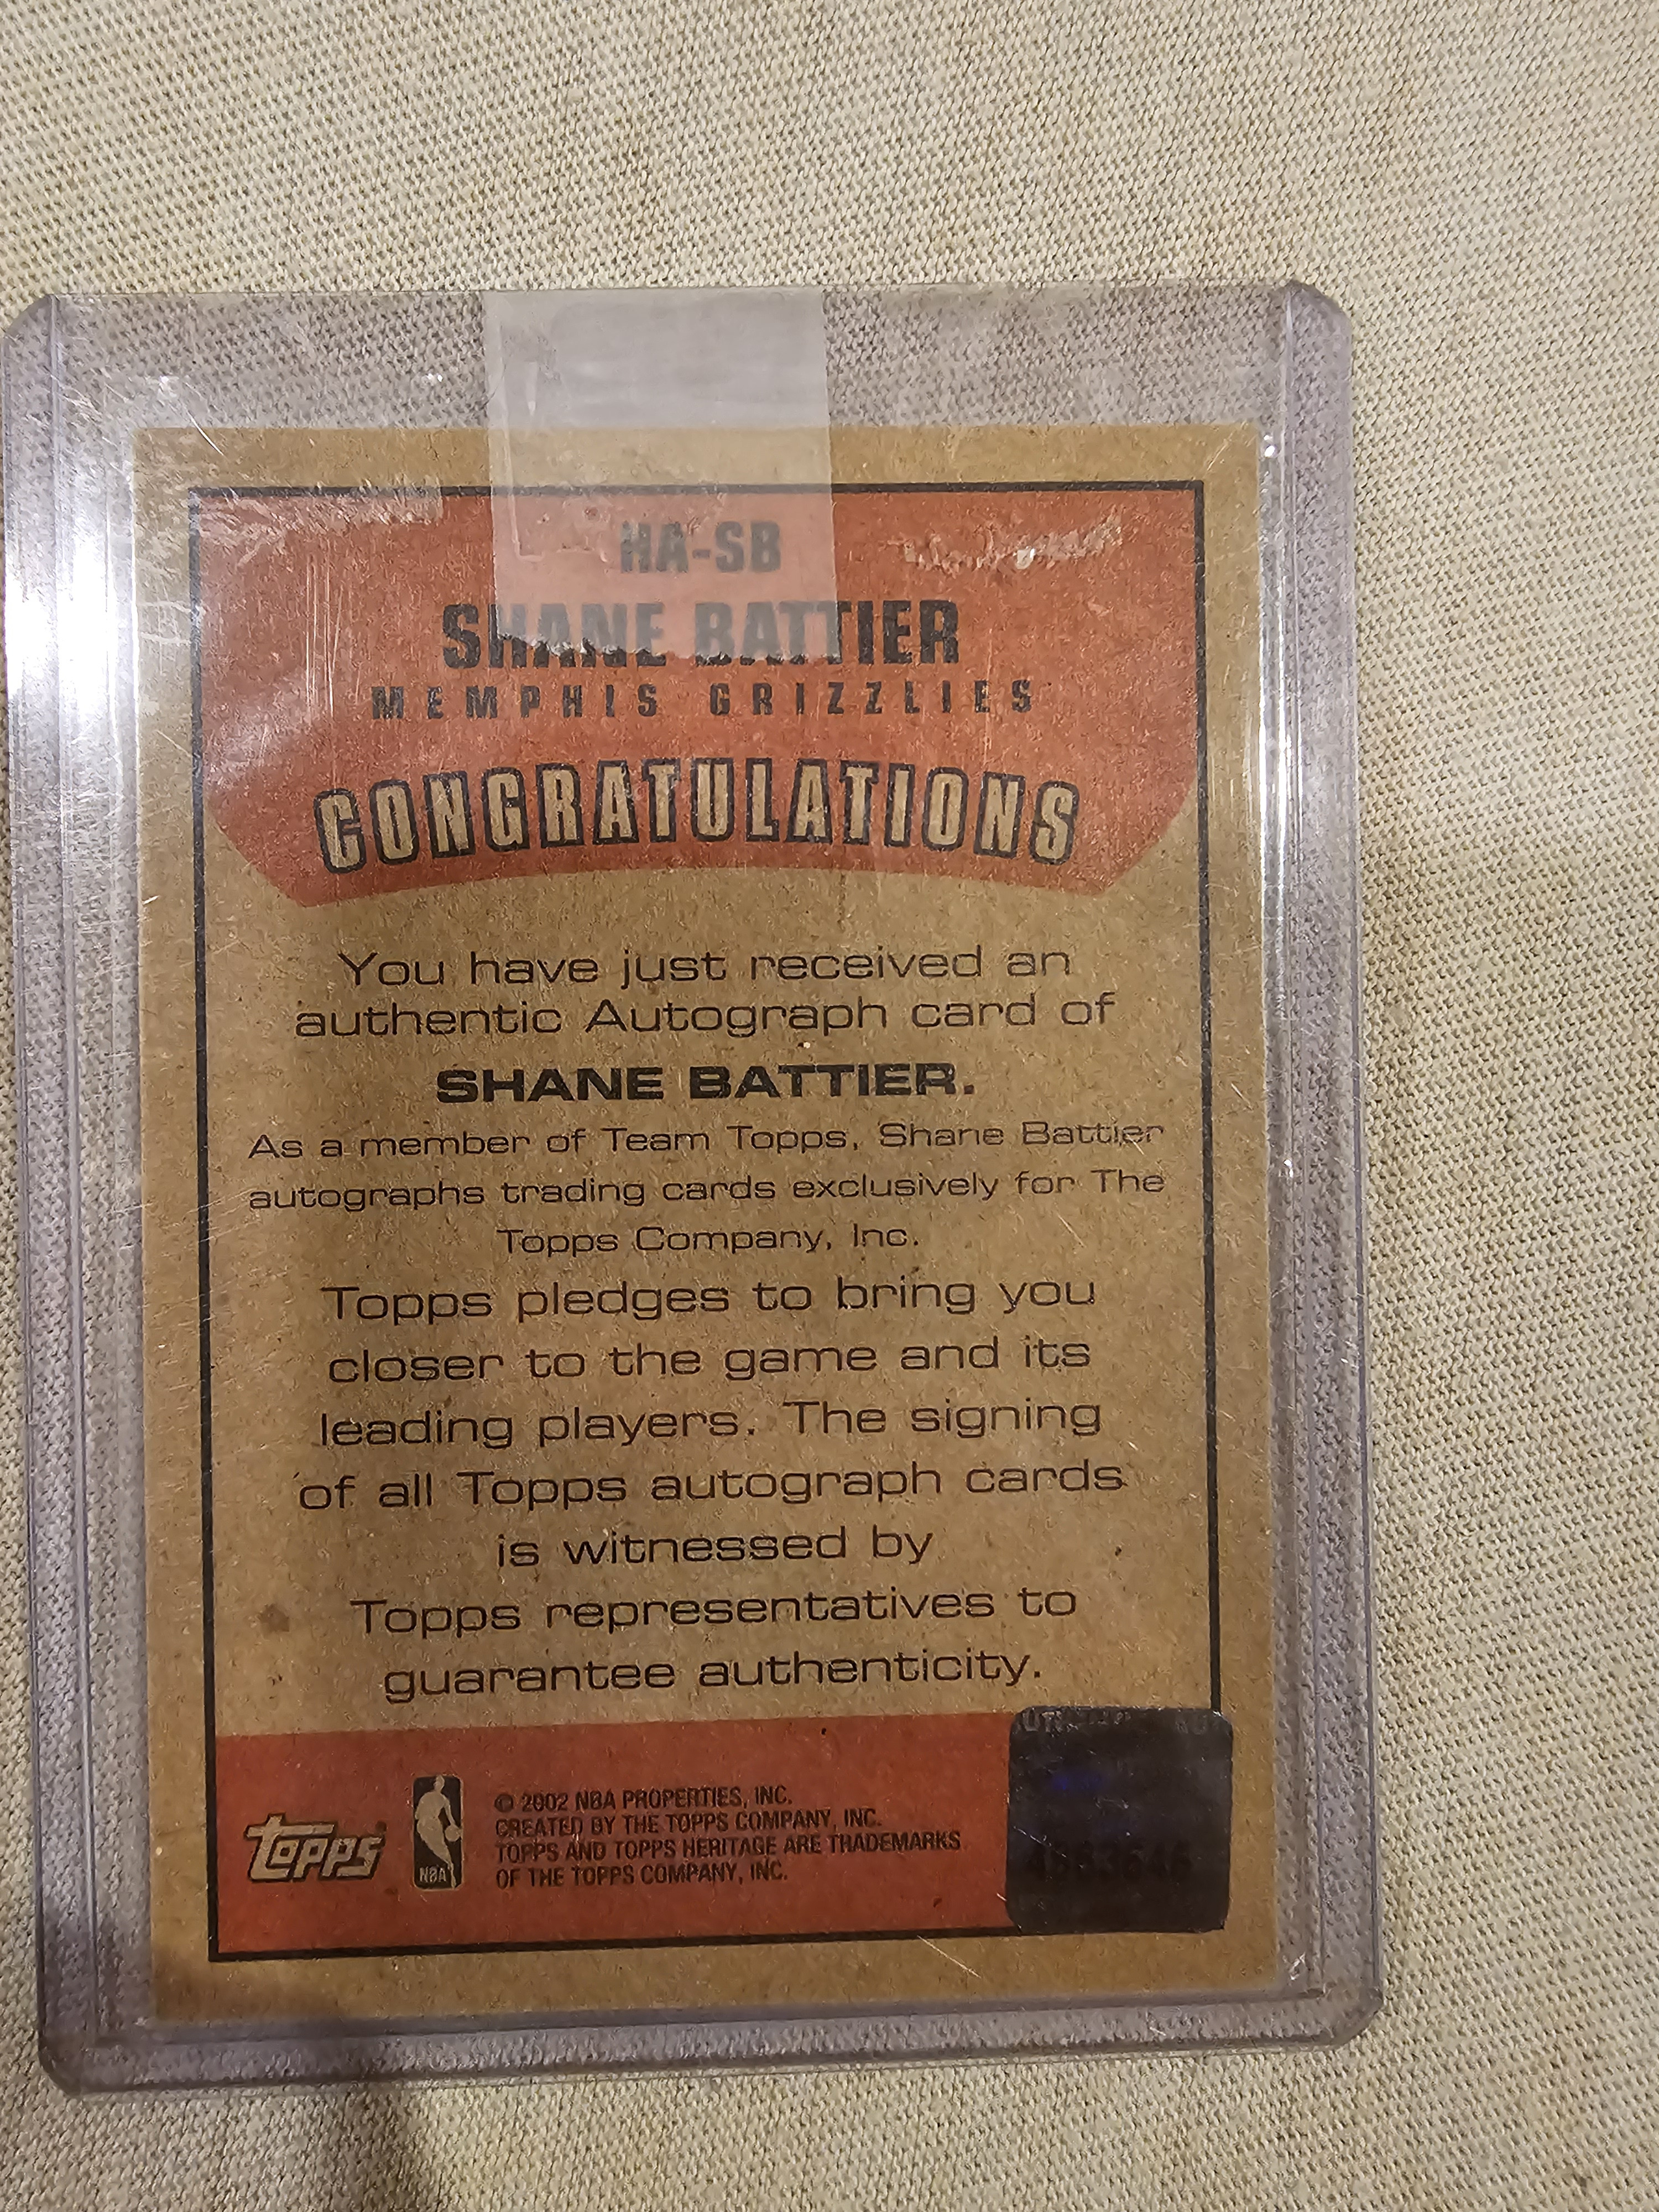 HA-SB
SHANE BATTIER
MEMPHIS GRIZZLIES
CONGRATULATIONS
You have just received an
authentic Autograph card of
SHANE BATTIER.
As a member of Team Topps, Shane Battier
autographs trading cards exclusively for The
Topps Company, Inc.
Topps pledges to bring you
closer to the game and its
leading players. The signing
of all Topps autograph cards
is witnessed by
Topps representatives to
guarantee authenticity.
Topps
NBA
© 2002 NBA PROPERTIES, INC.
CREATED BY THE TOPPS COMPANY, INC.
TOPPS AND TOPPS HERITAGE ARE TRADEMARKS
OF THE TOPPS COMPANY, INC.